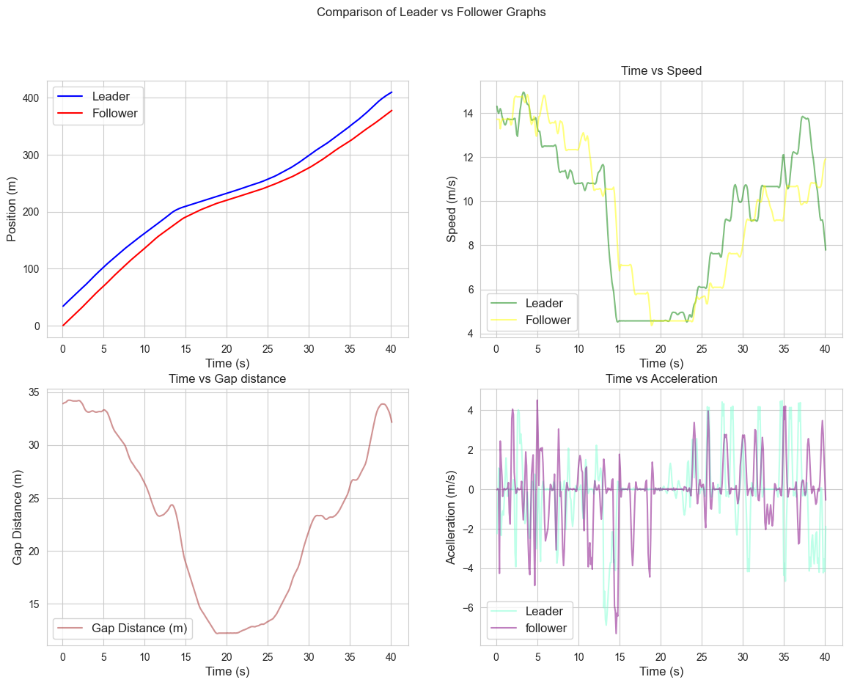 Comparison of Leader vs Follower Graphs
400
300
200
100
0
Position (m)
Leader
Follower
0 5 10 15 20 25 30 35 40
Time (s)
Time vs Speed
14
12
10
8
6
4
Speed (m/s)
Leader
Follower
0 5 10 15 20 25 30 35 40
Time (s)
Time vs Gap distance
35
30
25
20
15
Gap Distance (m)
Gap Distance (m)
0 5 10 15 20 25 30 35 40
Time (s)
Time vs Acceleration
4
2
0
−2
−4
−6
Acelleration (m/s)
Leader
follower
0 5 10 15 20 25 30 35 40
Time (s)